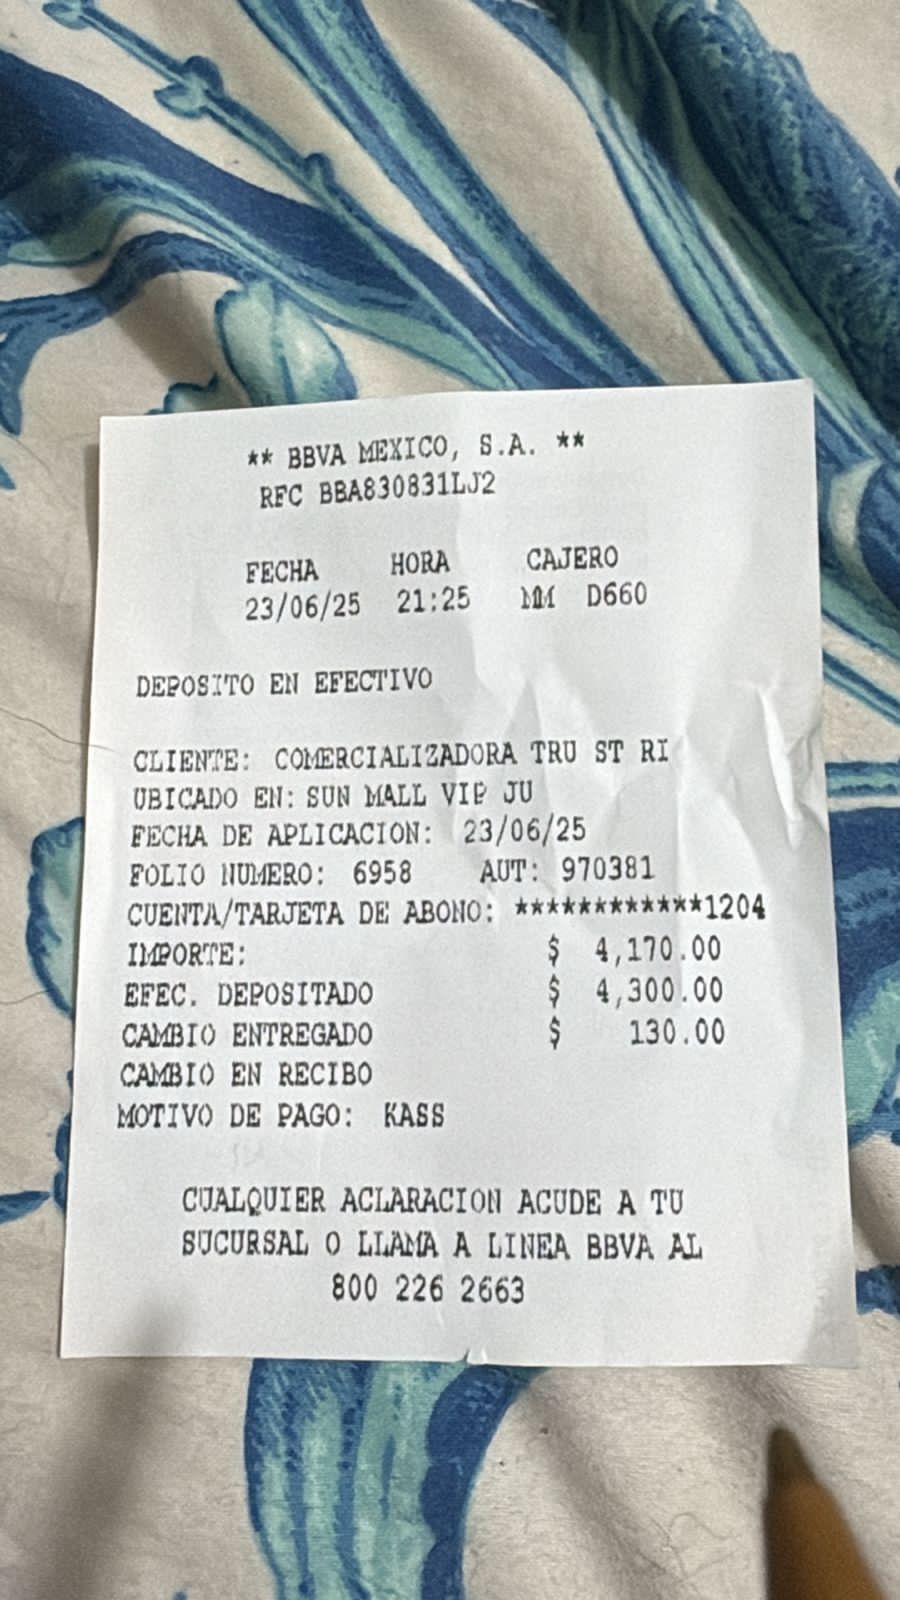 ** BBVA MEXICO, S.A. **
RFC BBA830831LJ2
FECHA HORA CAJERO
23/06/25 21:25 MM D660
DEPOSITO EN EFECTIVO
CLIENTE: COMERCIALIZADORA TRU ST RI
UBICADO EN: SUN MALL VIP JU
FECHA DE APLICACION: 23/06/25
FOLIO NUMERO: 6958 AUT: 970381
CUENTA/TARJETA DE ABONO: ************1204
IMPORTE: $ 4,170.00
EFEC. DEPOSITADO $ 4,300.00
CAMBIO ENTREGADO $ 130.00
CAMBIO EN RECIBO
MOTIVO DE PAGO: KASS
CUALQUIER ACLARACION ACUDE A TU
SUCURSAL O LLAMA A LINEA BBVA AL
800 226 2663